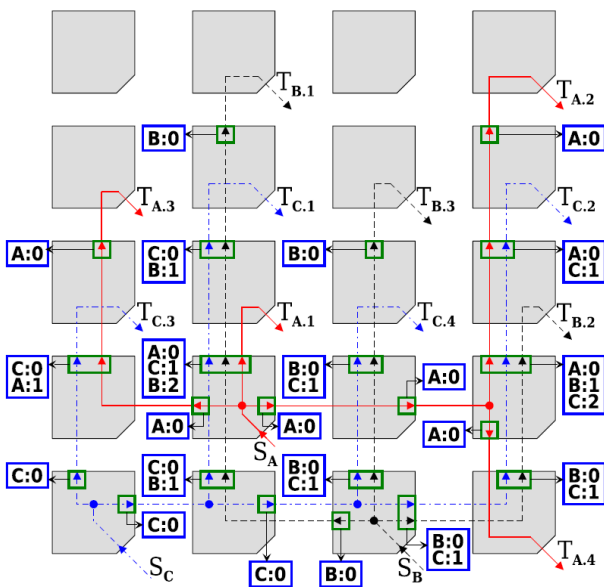 T_B.1
T_A.2
B:0
A:0
T_A.3
T_C.1
T_B.3
T_C.2
A:0
C:0
B:1
B:0
A:0
C:1
T_C.3
T_A.1
T_C.4
T_B.2
C:0
A:1
A:0
C:1
B:2
B:0
C:1
A:0
A:0
B:1
C:2
A:0
A:0
A:0
S_A
C:0
C:0
B:1
B:0
C:1
B:0
C:1
C:0
B:0
C:1
S_C
C:0
B:0
S_B
T_A.4